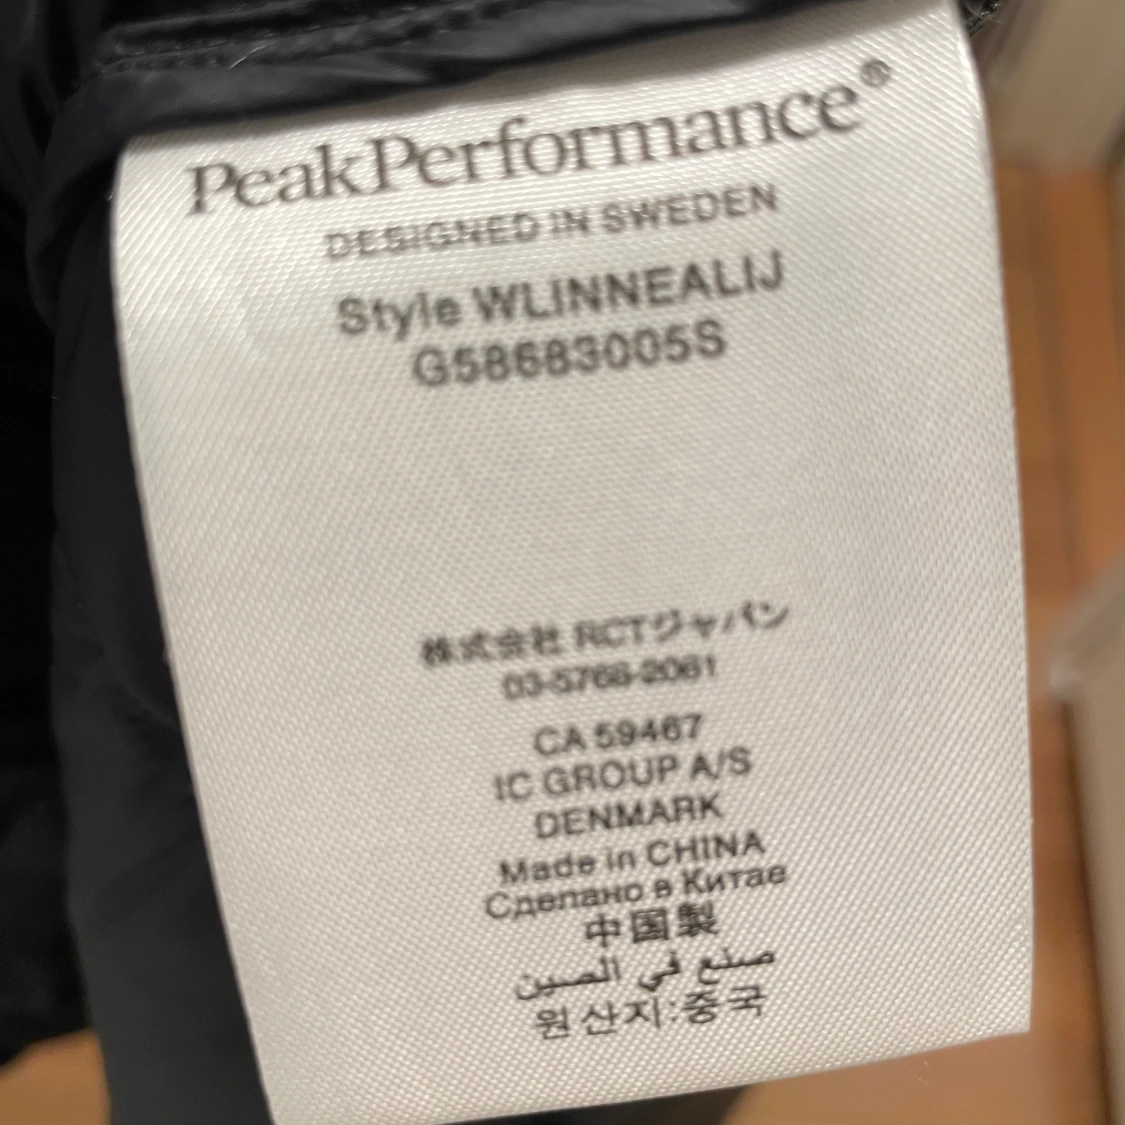 PeakPerformance®
DESIGNED IN SWEDEN
Style WLINNEALIJ
G58683005S
株式会社 RCTジャパン
03-5766-2061
CA 59467
IC GROUP A/S
DENMARK
Made in CHINA
Сделано в Китае
中国製
صنع في الصين
원산지:중국